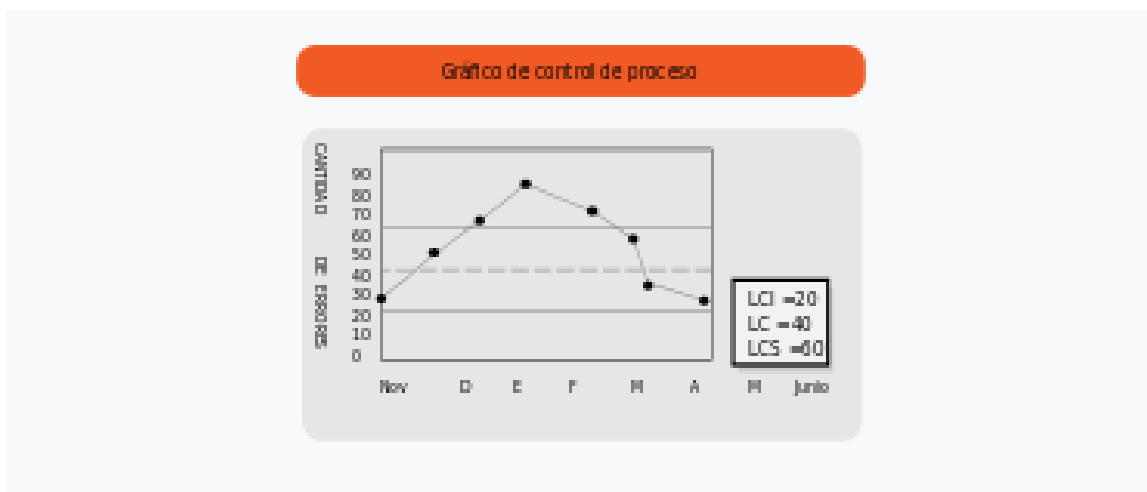 Gráfico de control de proceso
CANTIDAD DE ERRORES
90
80
70
60
50
40
30
20
10
0
LCI =20
LC =40
LCS =60
Nov D E F M A M Junio